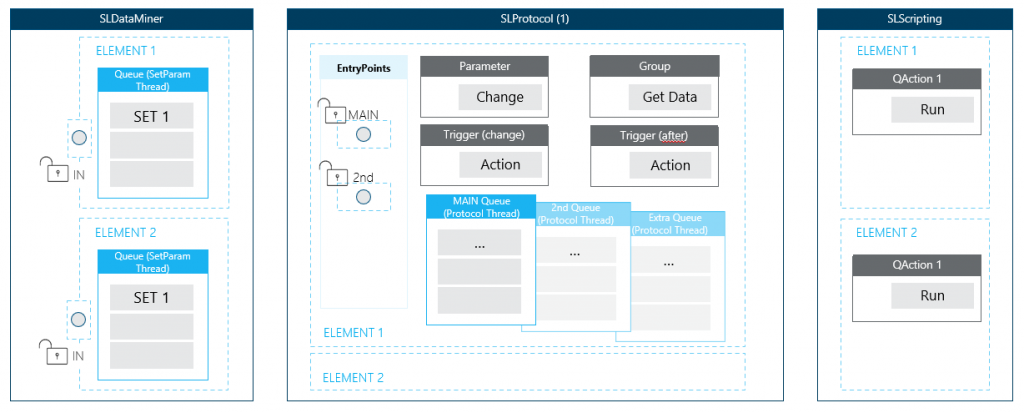 SLDataMiner
ELEMENT 1
Queue (SetParam
Thread)
SET 1
IN
ELEMENT 2
Queue (SetParam
Thread)
SET 1
IN
SLProtocol (1)
EntryPoints
MAIN
2nd
Parameter
Change
Group
Get Data
Trigger (change)
Action
Trigger (after)
Action
MAIN Queue
(Protocol Thread)
...
2nd Queue
(Protocol Thread)
...
Extra Queue
(Protocol Thread)
...
ELEMENT 1
ELEMENT 2
SLScripting
ELEMENT 1
QAction 1
Run
ELEMENT 2
QAction 1
Run